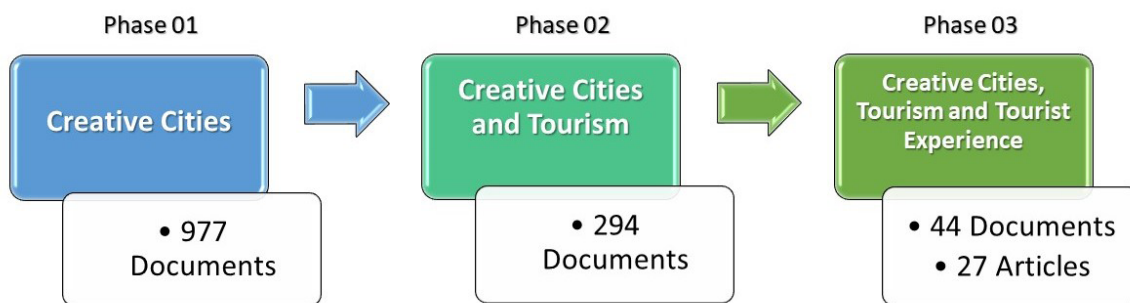 Phase 01
Creative Cities
• 977
Documents
Phase 02
Creative Cities
and Tourism
• 294
Documents
Phase 03
Creative Cities,
Tourism and Tourist
Experience
• 44 Documents
• 27 Articles